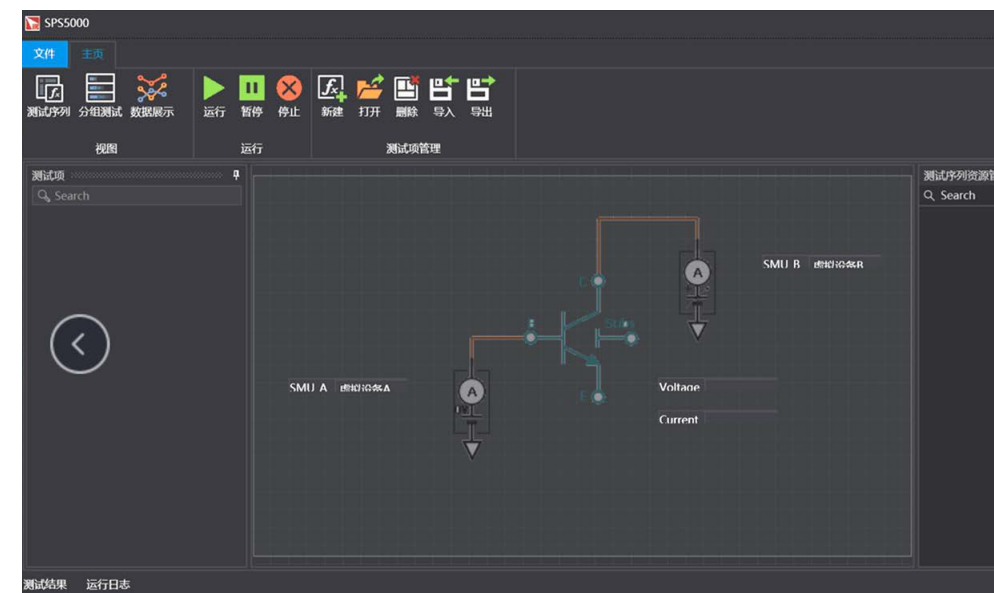 SPS5000
文件 主页
测试序列 分组测试 数据展示 运行 暂停 停止 新建 打开 删除 导入 导出
视图 运行 测试项管理
测试项
Search
测试序列资源管
Search
SMU B 虚拟设备B
C
E
SMU A 虚拟设备A
Voltage
Current
A
A
测试结果 运行日志